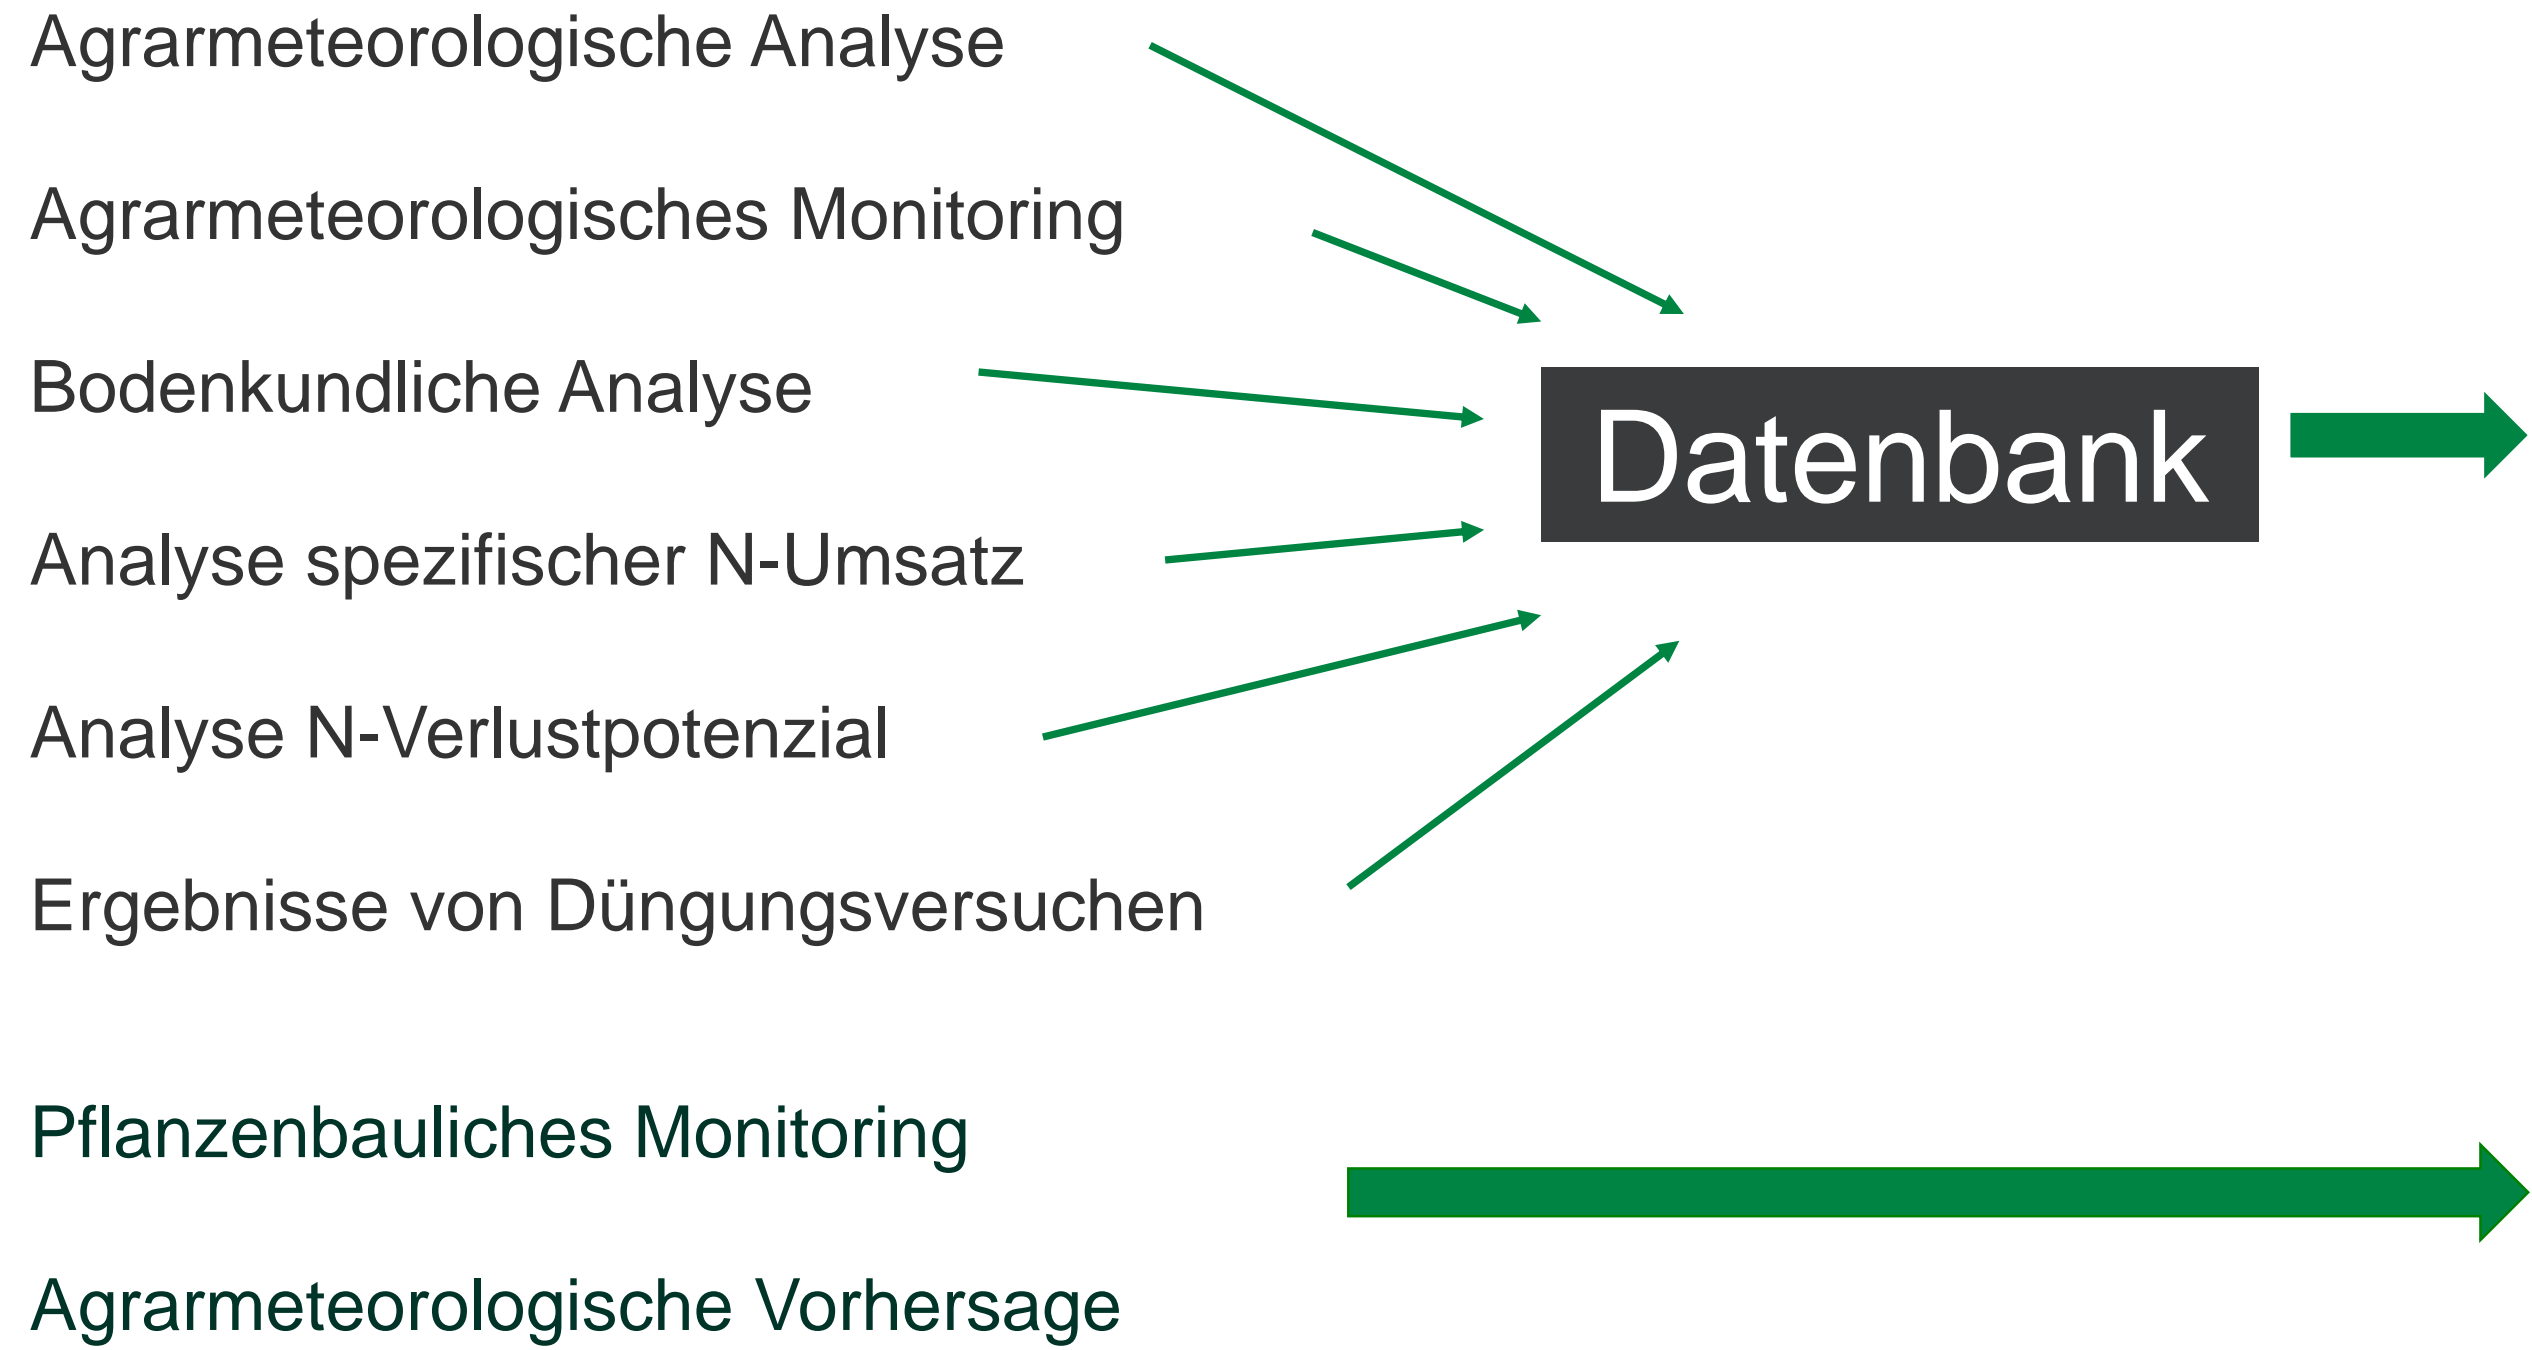 Agrarmeteorologische Analyse
Agrarmeteorologisches Monitoring
Bodenkundliche Analyse
Datenbank
Analyse spezifischer N-Umsatz
Analyse N-Verlustpotenzial
Ergebnisse von Düngungsversuchen
Pflanzenbauliches Monitoring
Agrarmeteorologische Vorhersage